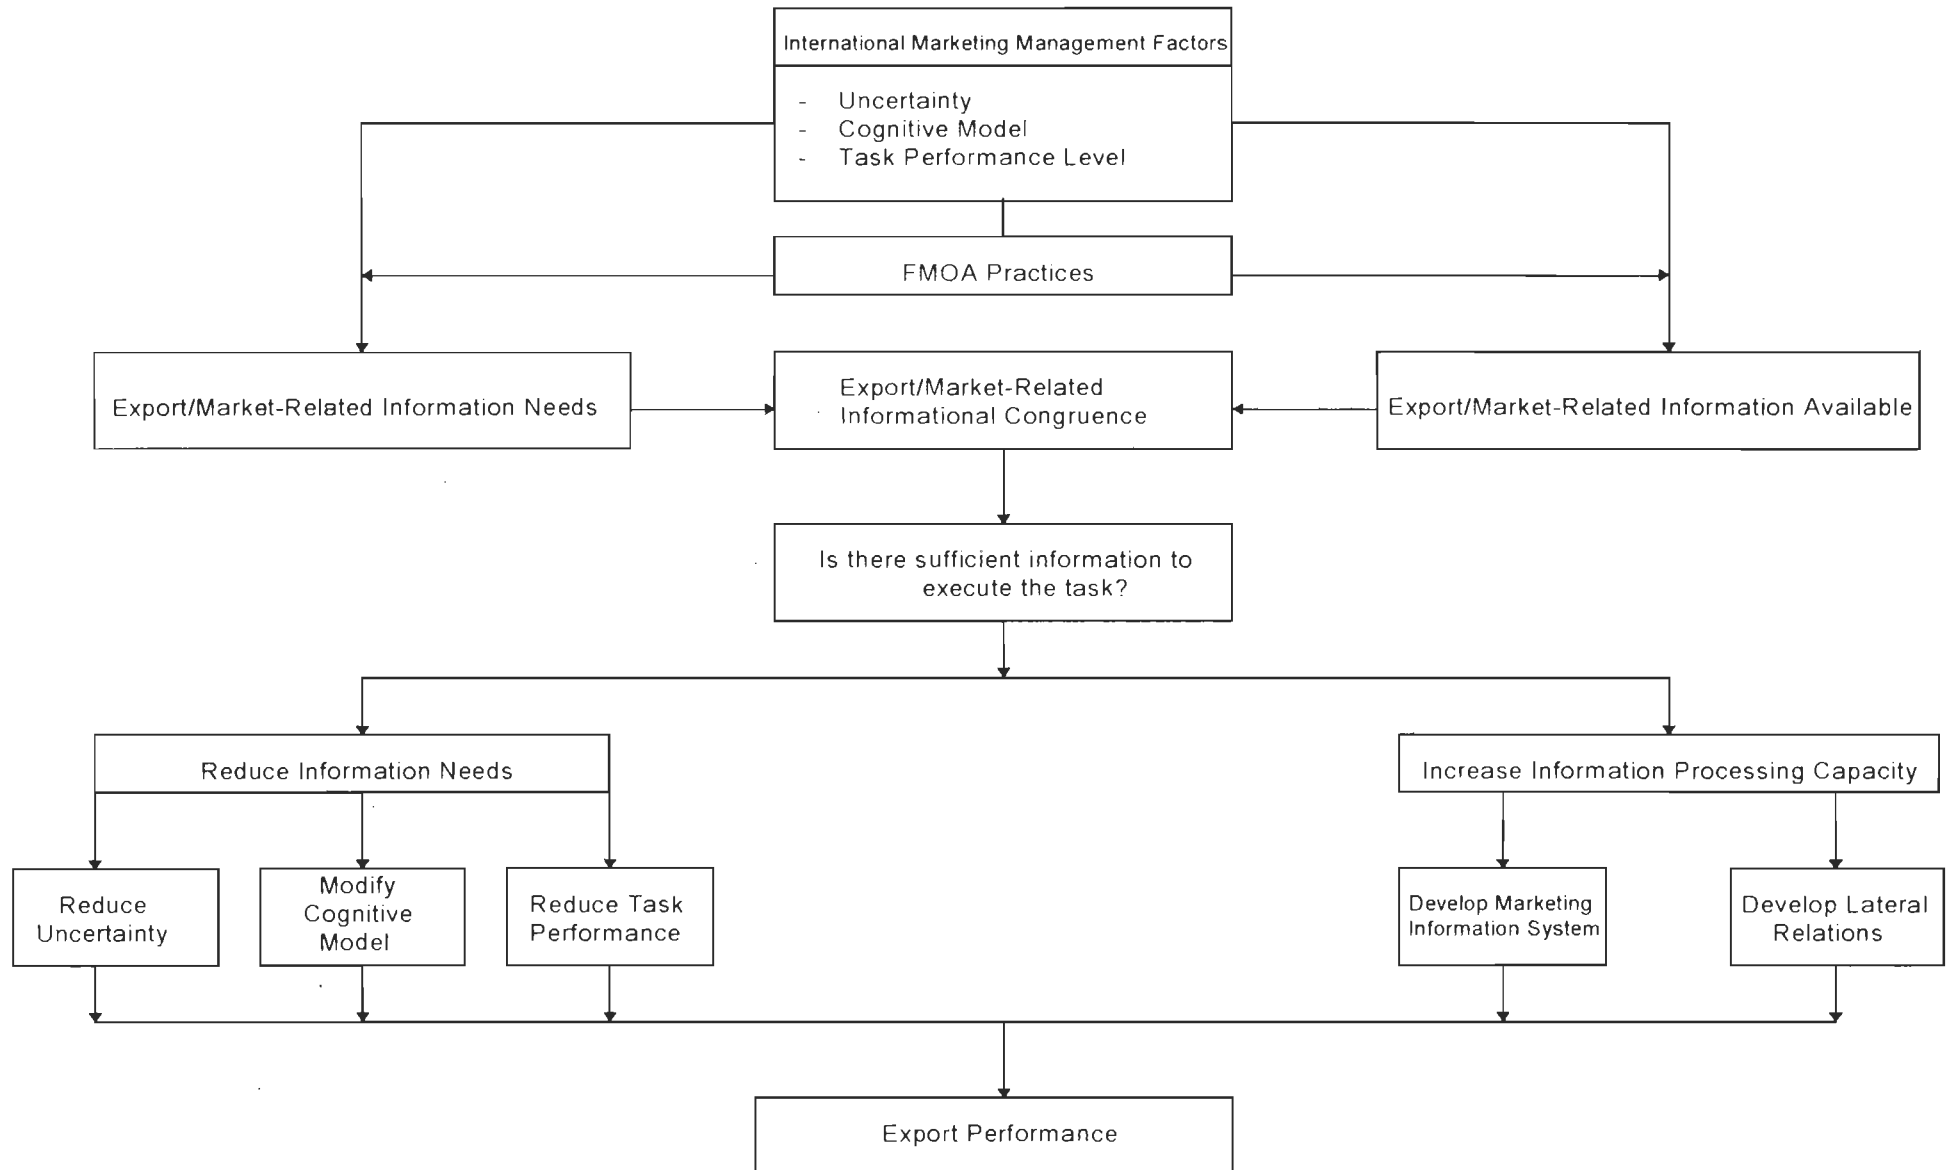 International Marketing Management Factors
- Uncertainty
- Cognitive Model
- Task Performance Level
FMOA Practices
Export/Market-Related Information Needs
Export/Market-Related
Informational Congruence
Export/Market-Related Information Available
Is there sufficient information to
execute the task?
Reduce Information Needs
Increase Information Processing Capacity
Reduce
Uncertainty
Modify
Cognitive
Model
Reduce Task
Performance
Develop Marketing
Information System
Develop Lateral
Relations
Export Performance